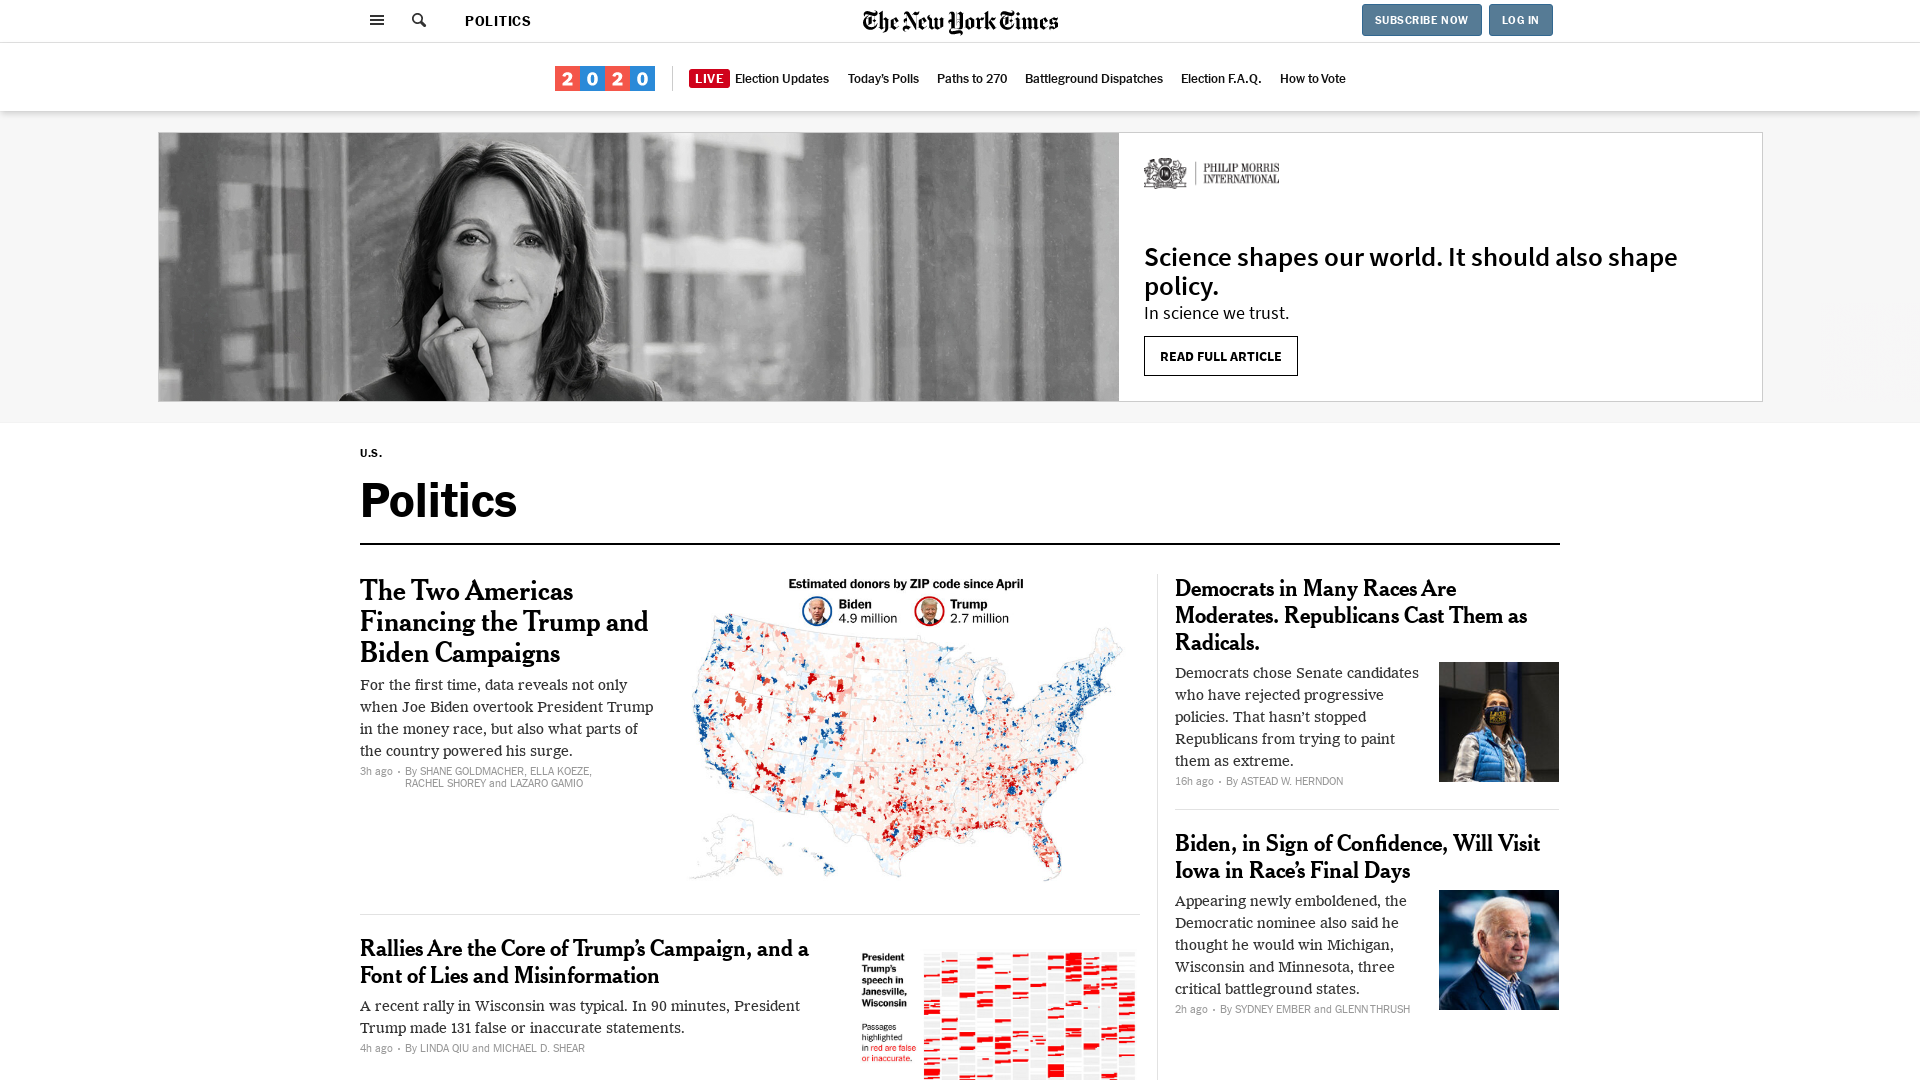 POLITICS
The New York Times
SUBSCRIBE NOW
LOG IN
2020
LIVE Election Updates
Today's Polls
Paths to 270
Battleground Dispatches
Election F.A.Q.
How to Vote
PHILIP MORRIS
INTERNATIONAL
Science shapes our world. It should also shape
policy.
In science we trust.
READ FULL ARTICLE
U.S.
Politics
The Two Americas
Financing the Trump and
Biden Campaigns
For the first time, data reveals not only
when Joe Biden overtook President Trump
in the money race, but also what parts of
the country powered his surge.
3h ago · By SHANE GOLDMACHER, ELLA KOEZE,
RACHEL SHOREY and LAZARO GAMIO
Estimated donors by ZIP code since April
Biden
4.9 million
Trump
2.7 million
Rallies Are the Core of Trump's Campaign, and a
Font of Lies and Misinformation
A recent rally in Wisconsin was typical. In 90 minutes, President
Trump made 131 false or inaccurate statements.
4h ago · By LINDA QIU and MICHAEL D. SHEAR
President
Trump's
speech in
Janesville,
Wisconsin
Passages
highlighted
in red are false
or inaccurate.
Democrats in Many Races Are
Moderates. Republicans Cast Them as
Radicals.
Democrats chose Senate candidates
who have rejected progressive
policies. That hasn't stopped
Republicans from trying to paint
them as extreme.
16h ago · By ASTEAD W. HERNDON
Biden, in Sign of Confidence, Will Visit
Iowa in Race's Final Days
Appearing newly emboldened, the
Democratic nominee also said he
thought he would win Michigan,
Wisconsin and Minnesota, three
critical battleground states.
2h ago · By SYDNEY EMBER and GLENN THRUSH